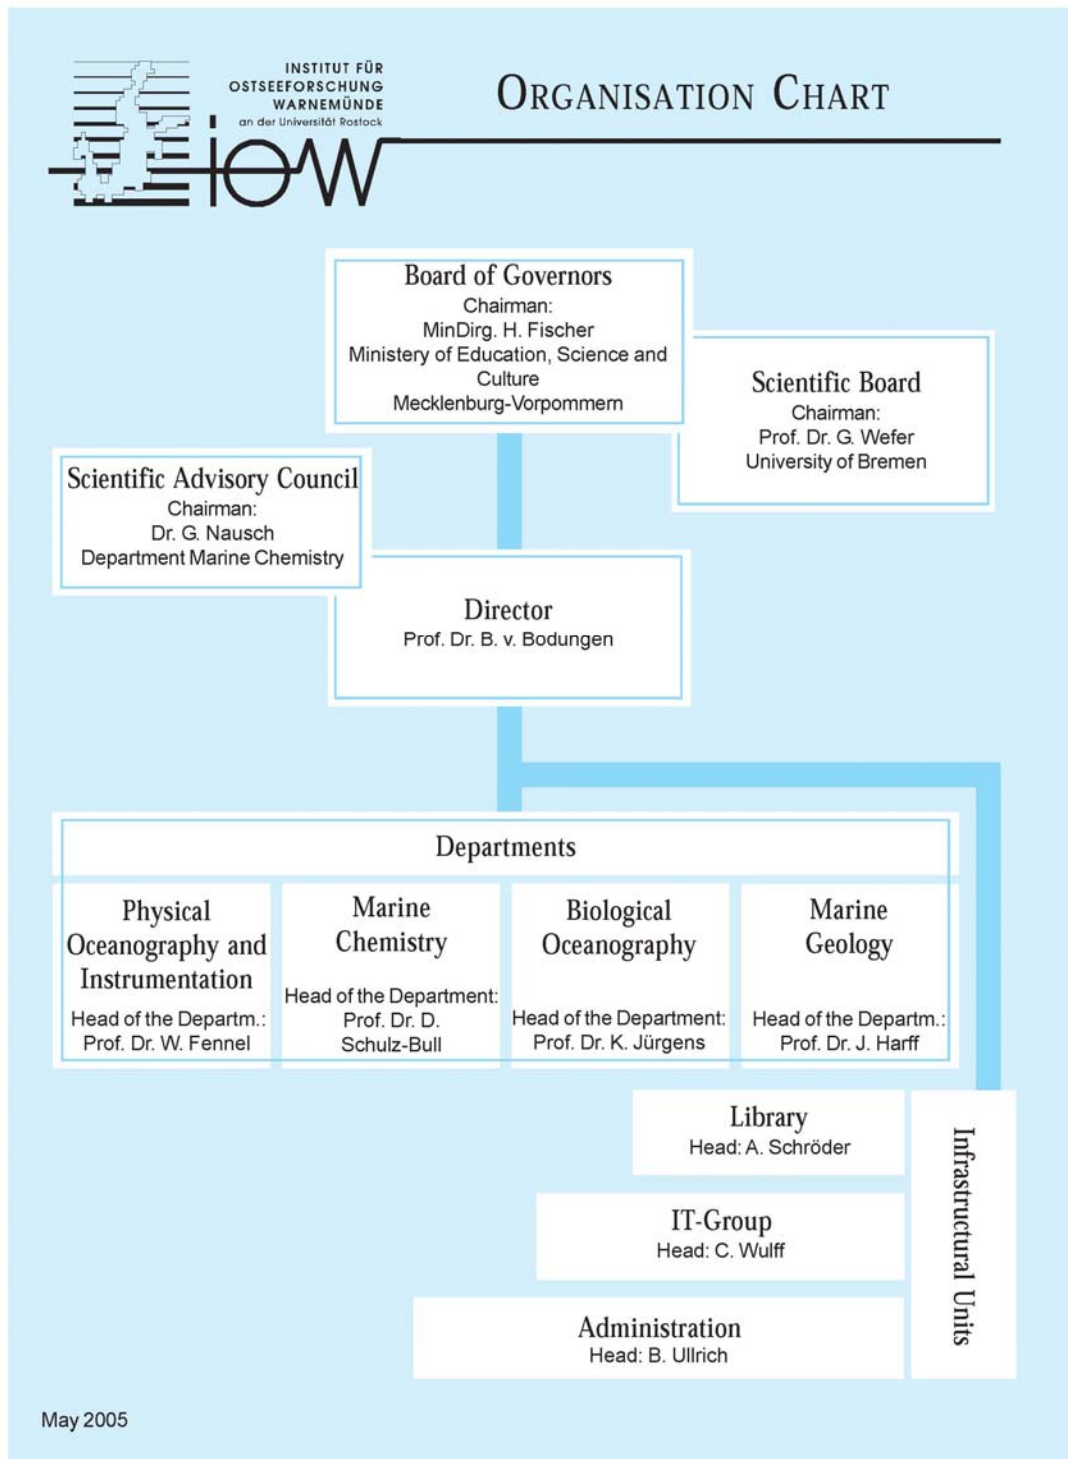 INSTITUT FÜR
OSTSEEFORSCHUNG
WARNEMÜNDE
an der Universität Rostock
iow
ORGANISATION CHART
Board of Governors
Chairman:
MinDirg. H. Fischer
Ministery of Education, Science and
Culture
Mecklenburg-Vorpommern
Scientific Board
Chairman:
Prof. Dr. G. Wefer
University of Bremen
Scientific Advisory Council
Chairman:
Dr. G. Nausch
Department Marine Chemistry
Director
Prof. Dr. B. v. Bodungen
Departments
Physical
Oceanography and
Instrumentation
Head of the Departm.:
Prof. Dr. W. Fennel
Marine
Chemistry
Head of the Department:
Prof. Dr. D.
Schulz-Bull
Biological
Oceanography
Head of the Department:
Prof. Dr. K. Jürgens
Marine
Geology
Head of the Departm.:
Prof. Dr. J. Harff
Library
Head: A. Schröder
IT-Group
Head: C. Wulff
Administration
Head: B. Ullrich
Infrastructural Units
May 2005